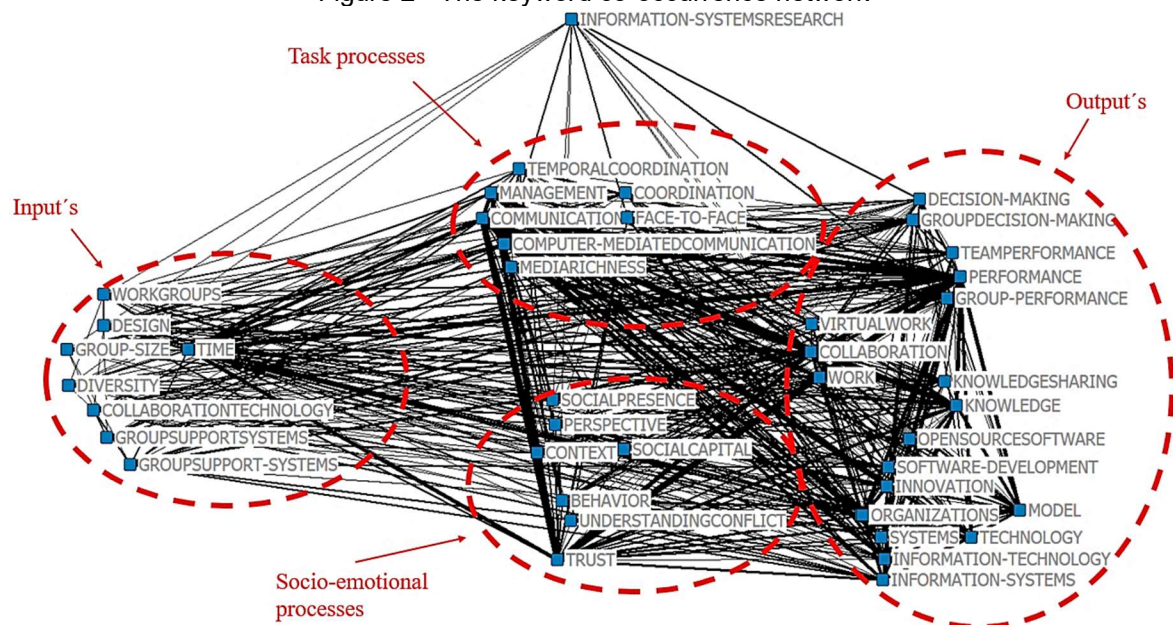 INFORMATION-SYSTEMSRESEARCH
Task processes
Output´s
TEMPORALCOORDINATION
MANAGEMENT
COORDINATION
DECISION-MAKING
Input´s
COMMUNICATION
FACE-TO-FACE
GROUPDECISION-MAKING
COMPUTER-MEDIATEDCOMMUNICATION
TEAMPERFORMANCE
MEDIARICHNESS
PERFORMANCE
WORKGROUPS
GROUP-PERFORMANCE
DESIGN
VIRTUALWORK
GROUP-SIZE
TIME
COLLABORATION
WORK
DIVERSITY
KNOWLEDGESHARING
SOCIALPRESENCE
KNOWLEDGE
COLLABORATIONTECHNOLOGY
PERSPECTIVE
GROUPSUPPORTSYSTEMS
OPENSOURCESOFTWARE
CONTEXT
SOCIALCAPITAL
GROUPSUPPORT-SYSTEMS
SOFTWARE-DEVELOPMENT
INNOVATION
BEHAVIOR
MODEL
ORGANIZATIONS
UNDERSTANDINGCONFLICT
SYSTEMS
TECHNOLOGY
TRUST
INFORMATION-TECHNOLOGY
Socio-emotional
processes
INFORMATION-SYSTEMS